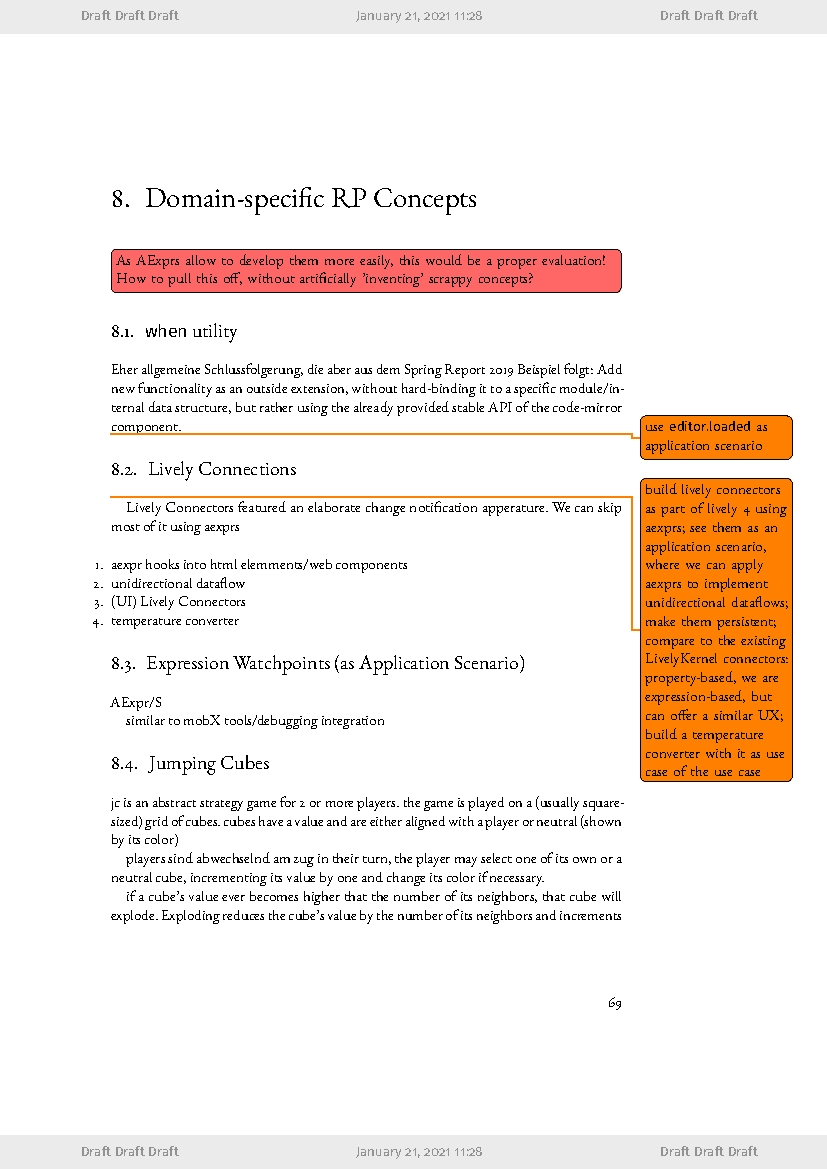 Draft Draft Draft January 21, 2021 11:28 Draft Draft Draft
8. Domain-specific RP Concepts
As AExprs allow to develop them more easily, this would be a proper evaluation!
How to pull this off, without artificially 'inventing' scrappy concepts?
8.1. when utility
Eher allgemeine Schlussfolgerung, die aber aus dem Spring Report 2019 Beispiel folgt: Add
new functionality as an outside extension, without hard-binding it to a specific module/in-
ternal data structure, but rather using the already provided stable API of the code-mirror
component.
use editor.loaded as
application scenario
8.2. Lively Connections
Lively Connectors featured an elaborate change notification apperature. We can skip
most of it using aexprs
1. aexpr hooks into html elemments/web components
2. unidirectional dataflow
3. (UI) Lively Connectors
4. temperature converter
build lively connectors
as part of lively 4 using
aexprs; see them as an
application scenario,
where we can apply
aexprs to implement
unidirectional dataflows;
make them persistent;
compare to the existing
LivelyKernel connectors:
property-based, we are
expression-based, but
can offer a similar UX;
build a temperature
converter with it as use
case of the use case
8.3. Expression Watchpoints (as Application Scenario)
AExpr/S
similar to mobX tools/debugging integration
8.4. Jumping Cubes
jc is an abstract strategy game for 2 or more players. the game is played on a (usually square-
sized) grid of cubes. cubes have a value and are either aligned with a player or neutral (shown
by its color)
players sind abwechselnd am zug in their turn, the player may select one of its own or a
neutral cube, incrementing its value by one and change its color if necessary.
if a cube's value ever becomes higher that the number of its neighbors, that cube will
explode. Exploding reduces the cube's value by the number of its neighbors and increments
69
Draft Draft Draft January 21, 2021 11:28 Draft Draft Draft